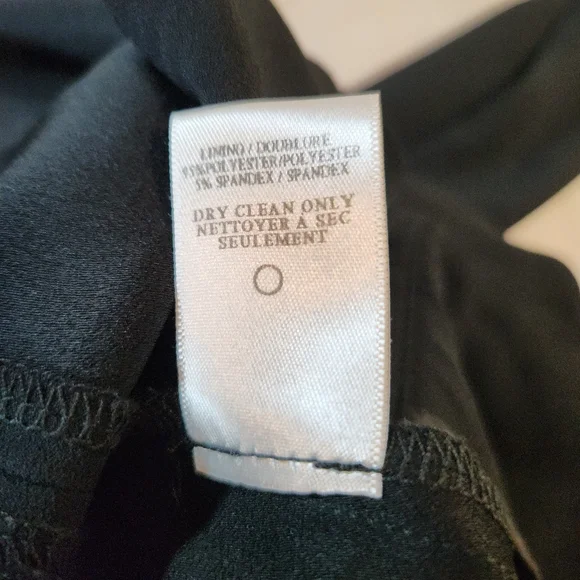 LINING / DOUBLURE
95%POLYESTER/POLYESTER
5% SPANDEX / SPANDEX
DRY CLEAN ONLY
NETTOYER A SEC
SEULEMENT